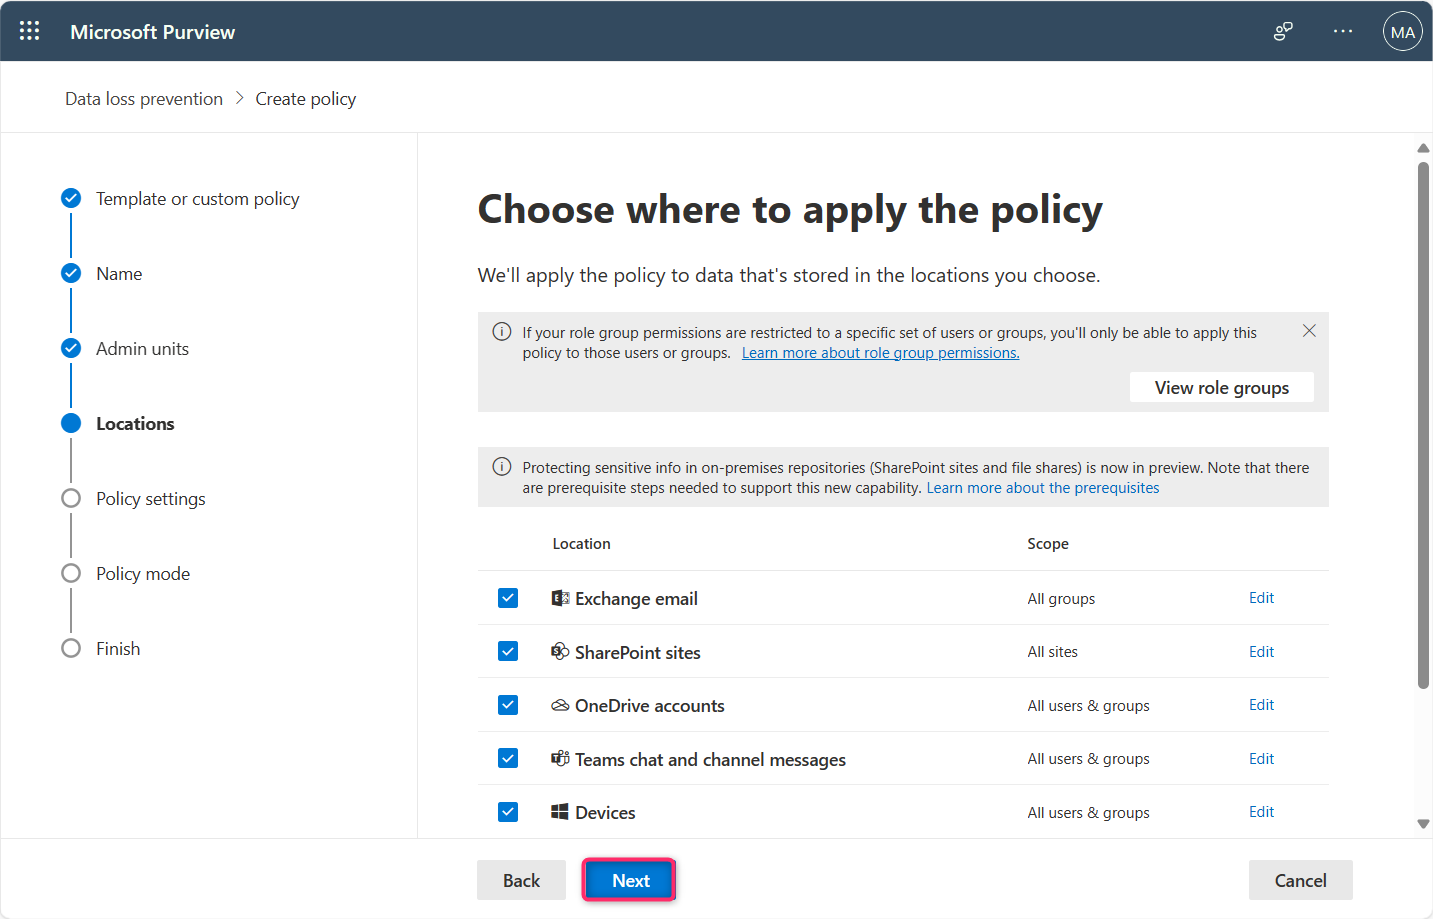 Microsoft Purview
MA
Data loss prevention > Create policy
Template or custom policy
Name
Admin units
Locations
Policy settings
Policy mode
Finish
Choose where to apply the policy
We'll apply the policy to data that's stored in the locations you choose.
If your role group permissions are restricted to a specific set of users or groups, you'll only be able to apply this
policy to those users or groups. Learn more about role group permissions.
View role groups
Protecting sensitive info in on-premises repositories (SharePoint sites and file shares) is now in preview. Note that there
are prerequisite steps needed to support this new capability. Learn more about the prerequisites
Location Scope
Exchange email All groups Edit
SharePoint sites All sites Edit
OneDrive accounts All users & groups Edit
Teams chat and channel messages All users & groups Edit
Devices All users & groups Edit
Back Next Cancel